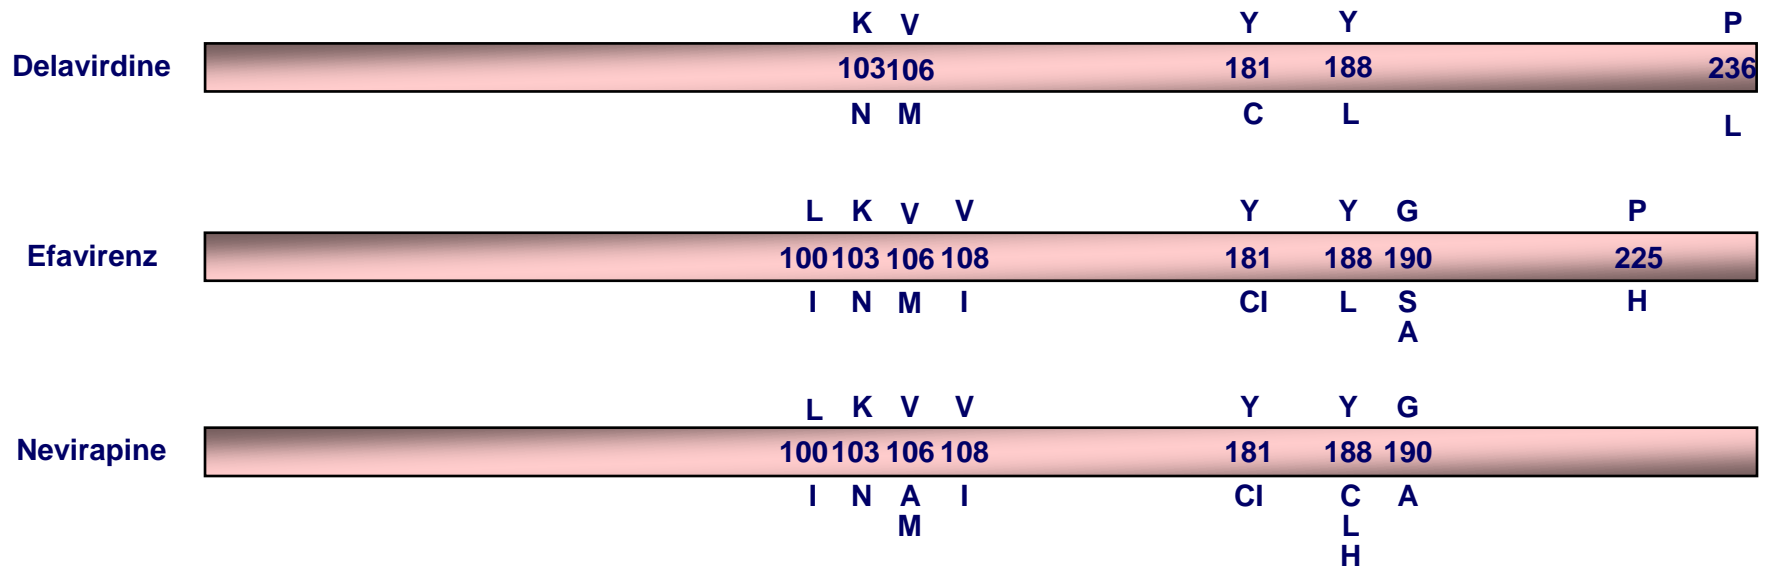 K V Y Y P
Delavirdine 103 106 181 188 236
N M C L L
L K V V Y Y G P
Efavirenz 100 103 106 108 181 188 190 225
I N M I CI L S H
A
L K V V Y Y G
Nevirapine 100 103 106 108 181 188 190
I N A I CI C A
M L
H